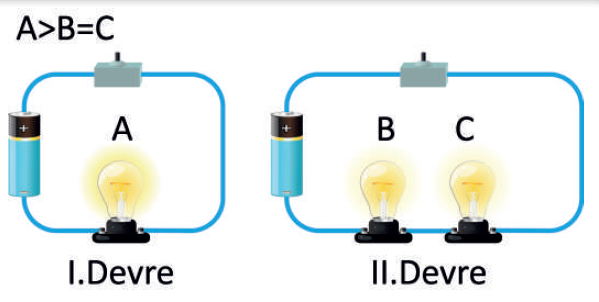 A>B=C
+
A
+
B C
I.Devre
II.Devre